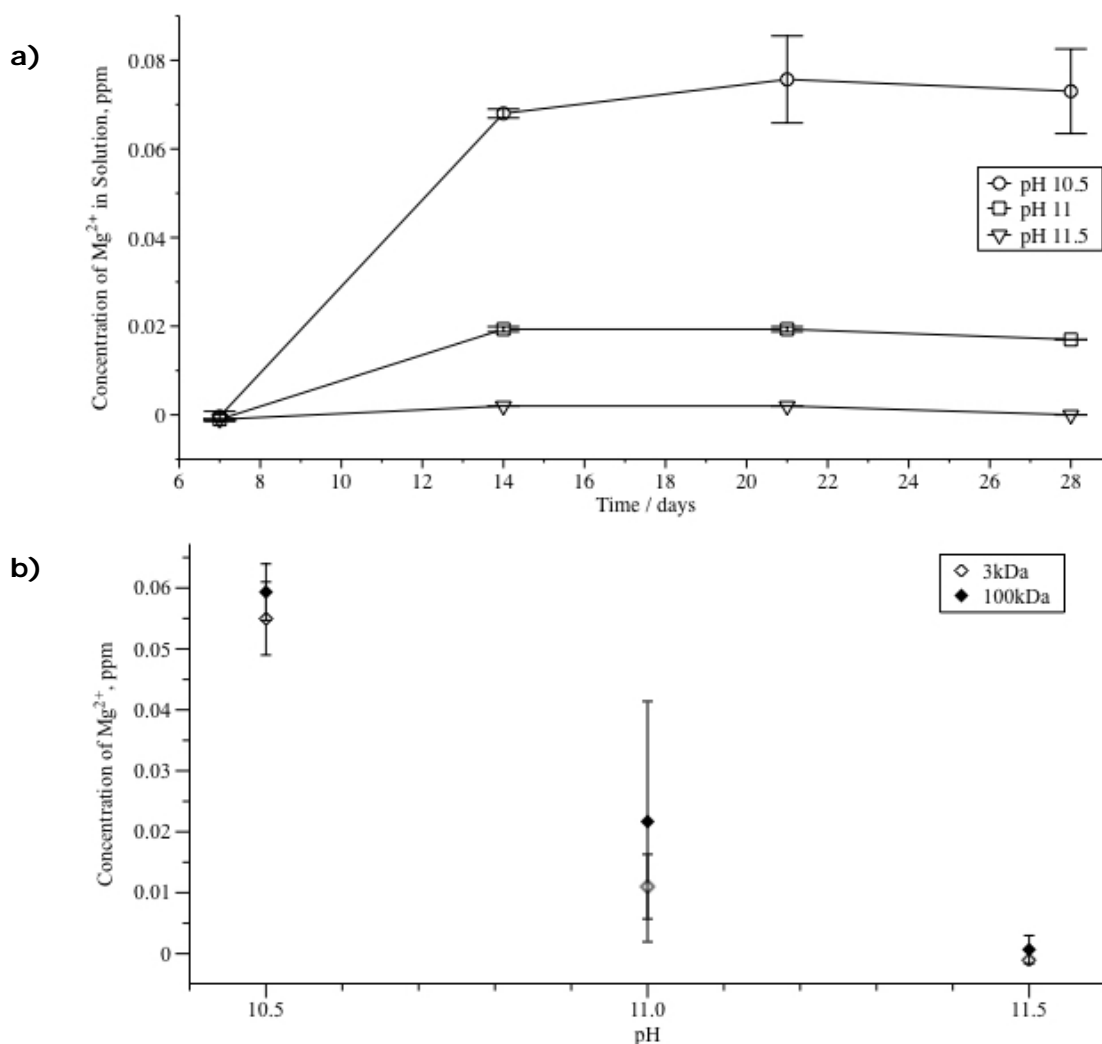 a)
Concentration of Mg²⁺ in Solution, ppm
0.08
0.06
0.04
0.02
0
pH 10.5
pH 11
pH 11.5
6 8 10 12 14 16 18 20 22 24 26 28
Time / days
b)
Concentration of Mg²⁺, ppm
0.06
0.05
0.04
0.03
0.02
0.01
0
3kDa
100kDa
10.5 11.0 11.5
pH